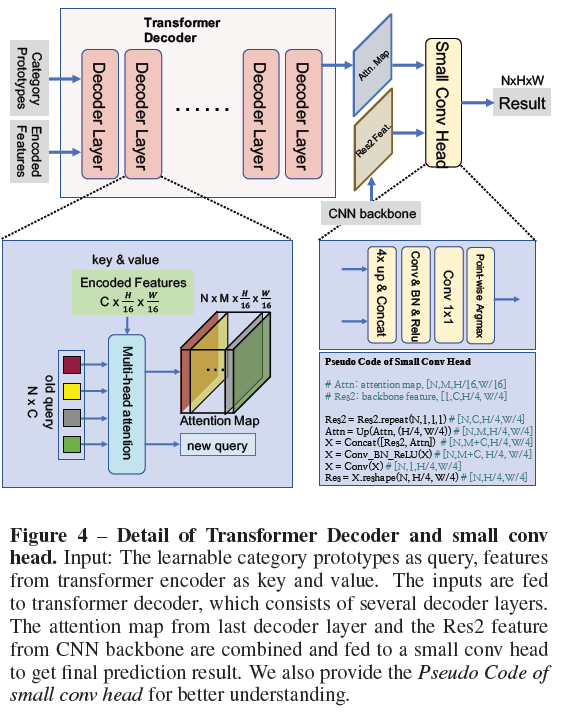 Transformer
Decoder
Category
Prototypes
Encoded
Features
Decoder Layer
Decoder Layer
......
Decoder Layer
Decoder Layer
Attn. Map
Res2 Feat.
Small Conv Head
NxHxW
Result
CNN backbone
key & value
Encoded Features
C x H/16 x W/16
N x M x H/16 x W/16
old query
N x C
Multi-head attention
Attention Map
new query
4x up & Concat
Conv& BN & Relu
Conv 1x1
Point-wise Argmax
Pseudo Code of Small Conv Head
# Attn: attention map, [N,M,H/16,W/16]
# Res2: backbone feature, [1,C,H/4, W/4]
Res2 = Res2.repeat(N,1,1,1) # [N,C,H/4,W/4]
Attn = Up(Attn, (H/4, W/4)) # [N,M,H/4,W/4]
X = Concat([Res2, Attn]) # [N,M+C,H/4,W/4]
X = Conv_BN_ReLU(X) # [N,M+C, H/4, W/4]
X = Conv(X) # [N,1,H/4,W/4]
Res = X.reshape(N, H/4, W/4) # [N,H/4,W/4]
Figure 4 – Detail of Transformer Decoder and small conv
head. Input: The learnable category prototypes as query, features
from transformer encoder as key and value. The inputs are fed
to transformer decoder, which consists of several decoder layers.
The attention map from last decoder layer and the Res2 feature
from CNN backbone are combined and fed to a small conv head
to get final prediction result. We also provide the Pseudo Code of
small conv head for better understanding.